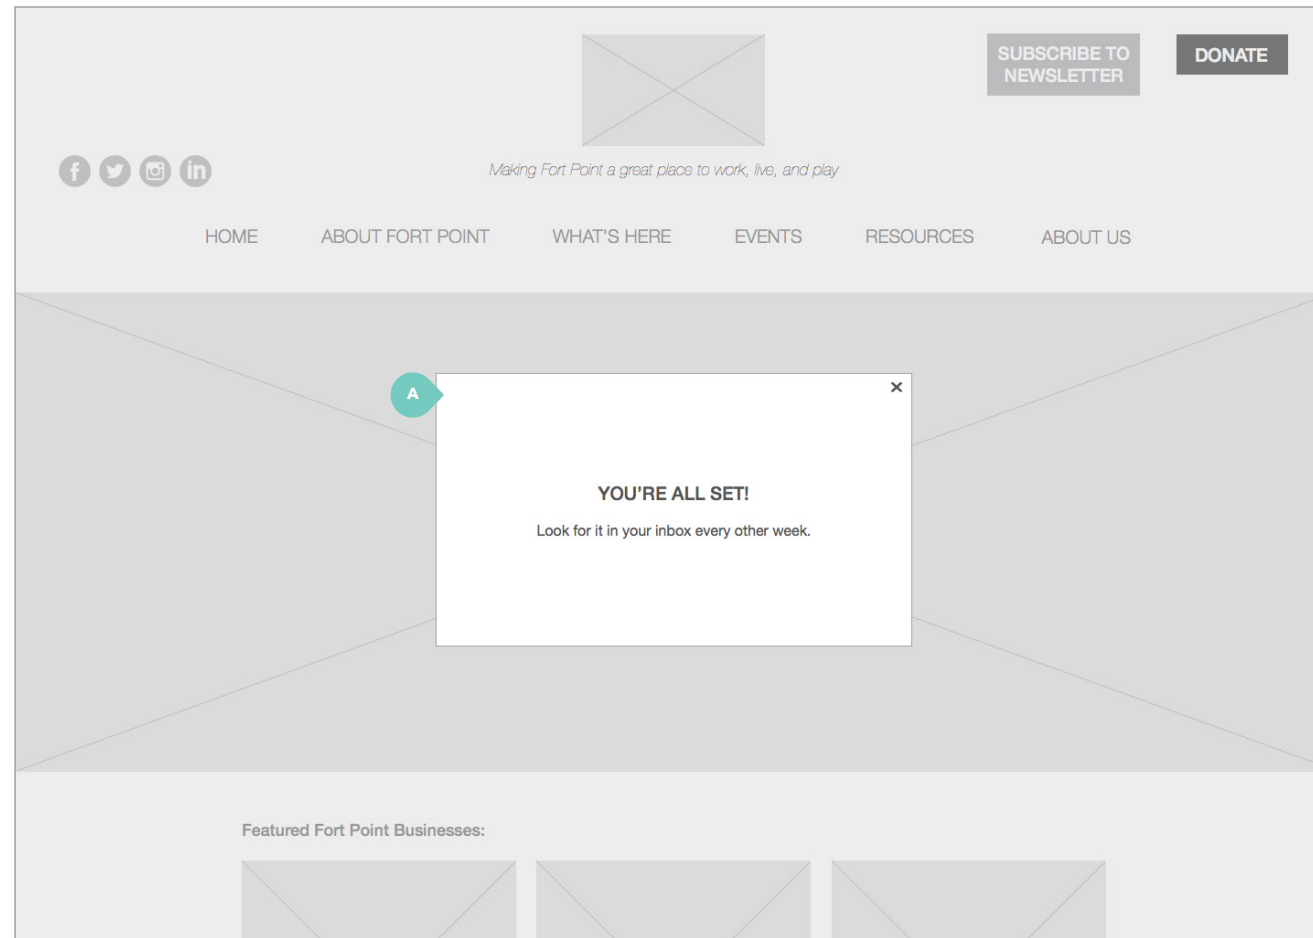 SUBSCRIBE TO
NEWSLETTER
DONATE
Making Fort Point a great place to work, live, and play
HOME ABOUT FORT POINT WHAT'S HERE EVENTS RESOURCES ABOUT US
A
×
YOU'RE ALL SET!
Look for it in your inbox every other week.
Featured Fort Point Businesses: